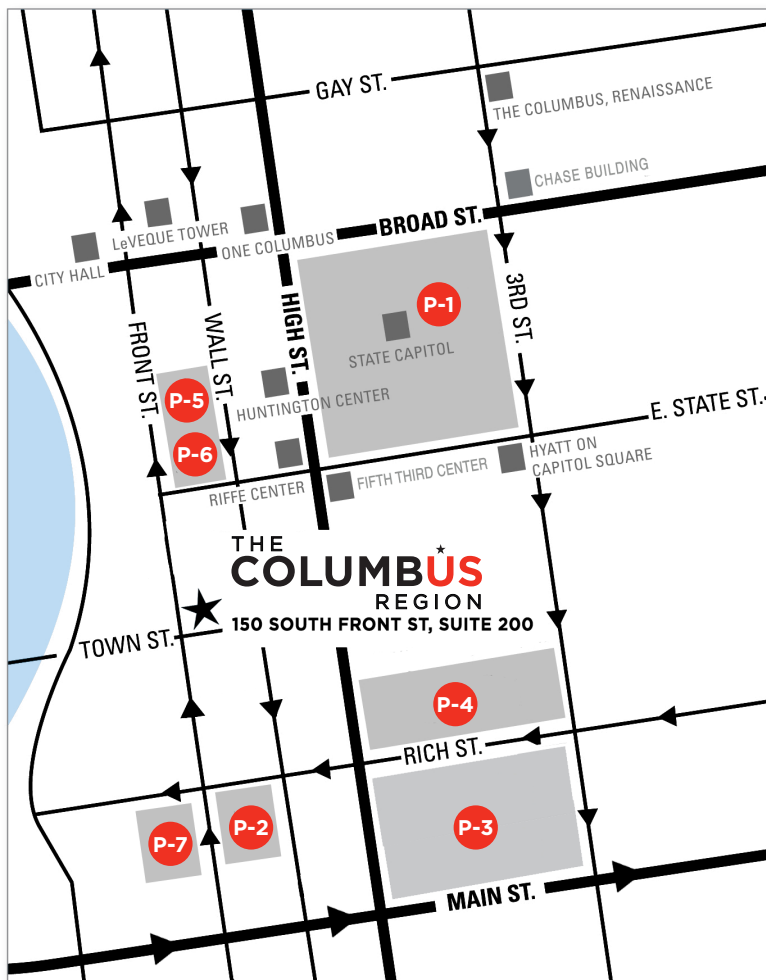 GAY ST.
THE COLUMBUS, RENAISSANCE
CHASE BUILDING
BROAD ST.
LeVEQUE TOWER
ONE COLUMBUS
CITY HALL
P-1
3RD ST.
HIGH ST.
WALL ST.
FRONT ST.
STATE CAPITOL
P-5
HUNTINGTON CENTER
E. STATE ST.
P-6
HYATT ON
CAPITOL SQUARE
FIFTH THIRD CENTER
RIFFE CENTER
THE
COLUMBUS
REGION
150 SOUTH FRONT ST, SUITE 200
TOWN ST.
P-4
RICH ST.
P-2
P-3
P-7
MAIN ST.